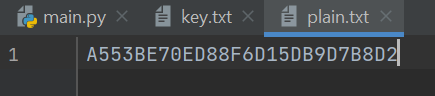 main.py key.txt plain.txt
1 A553BE70ED88F6D15DB9D7B8D2